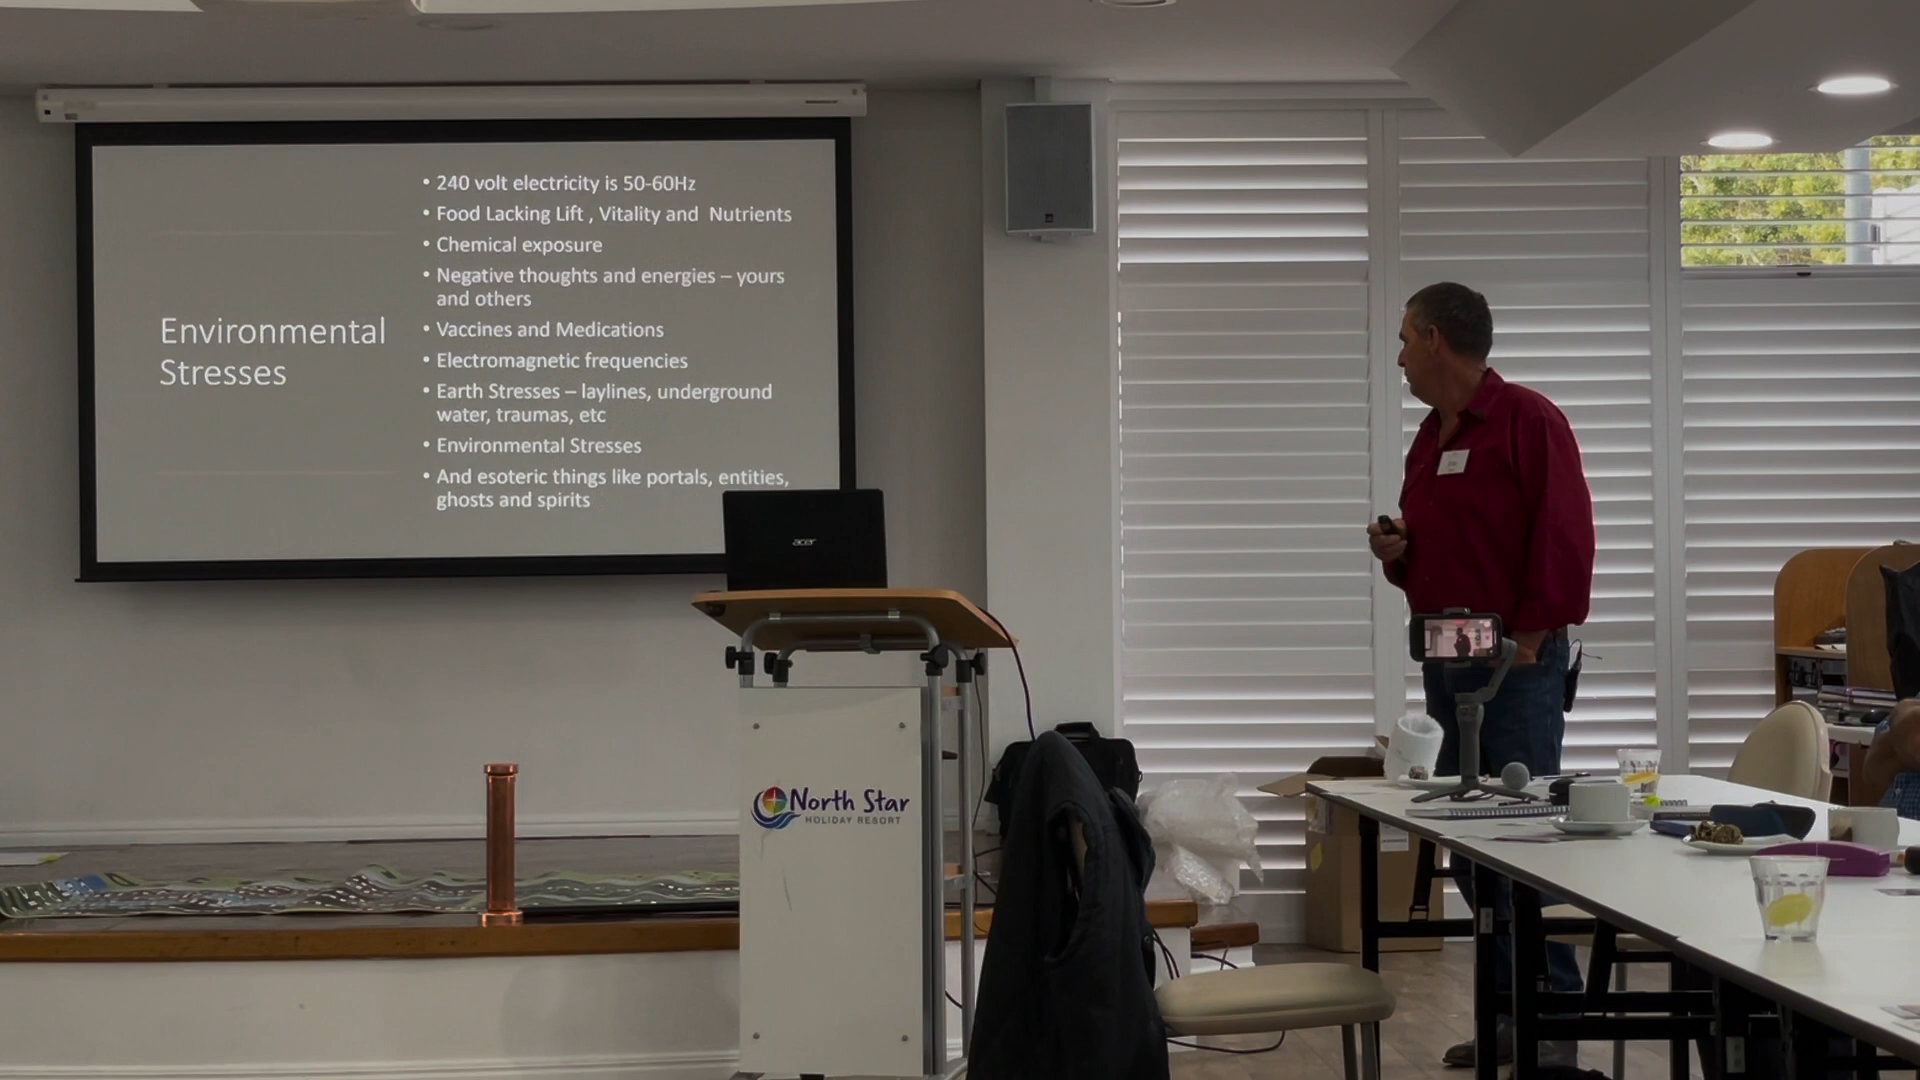 Environmental
Stresses
• 240 volt electricity is 50-60Hz
• Food Lacking Lift , Vitality and Nutrients
• Chemical exposure
• Negative thoughts and energies – yours
and others
• Vaccines and Medications
• Electromagnetic frequencies
• Earth Stresses – laylines, underground
water, traumas, etc
• Environmental Stresses
• And esoteric things like portals, entities,
ghosts and spirits
acer
North Star
HOLIDAY RESORT